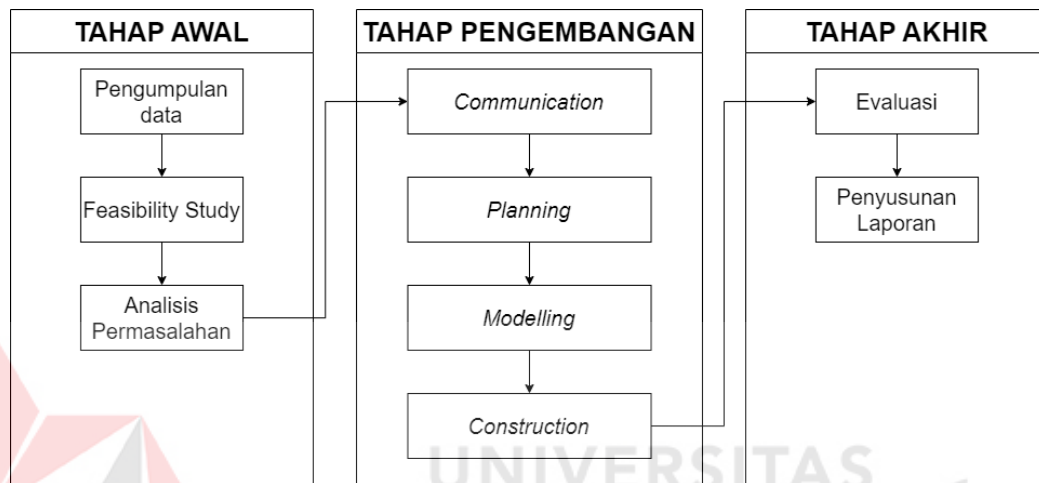 TAHAP AWAL
Pengumpulan
data
Feasibility Study
Analisis
Permasalahan
TAHAP PENGEMBANGAN
Communication
Planning
Modelling
Construction
TAHAP AKHIR
Evaluasi
Penyusunan
Laporan
UNIVERSITAS